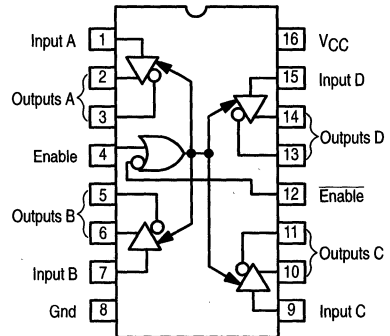 Input A 1 16 VCC
2 15 Input D
Outputs A
3 14
Outputs D
Enable 4 13
5 12 Enable
Outputs B
6 11
Outputs C
Input B 7 10
Gnd 8 9 Input C